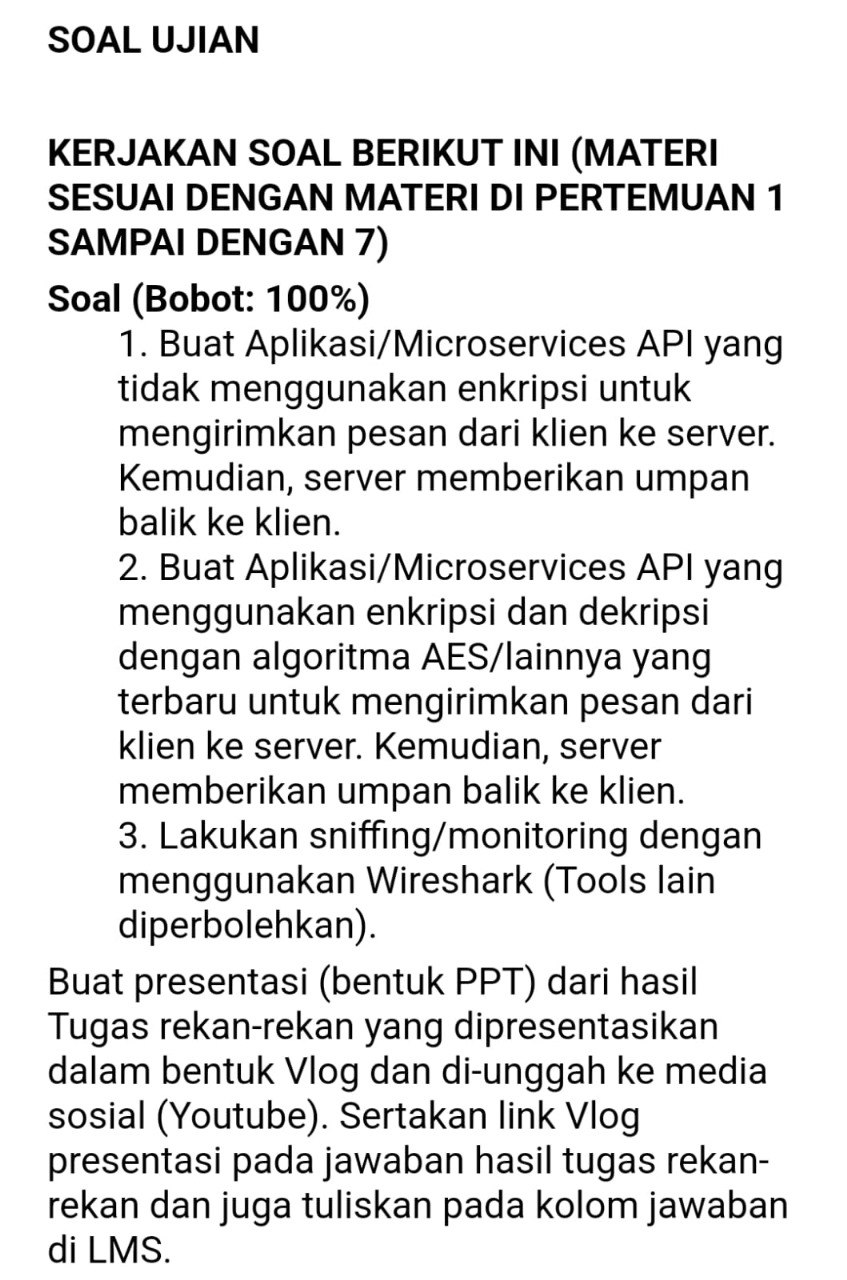 SOAL UJIAN
KERJAKAN SOAL BERIKUT INI (MATERI
SESUAI DENGAN MATERI DI PERTEMUAN 1
SAMPAI DENGAN 7)
Soal (Bobot: 100%)
1. Buat Aplikasi/Microservices API yang
tidak menggunakan enkripsi untuk
mengirimkan pesan dari klien ke server.
Kemudian, server memberikan umpan
balik ke klien.
2. Buat Aplikasi/Microservices API yang
menggunakan enkripsi dan dekripsi
dengan algoritma AES/lainnya yang
terbaru untuk mengirimkan pesan dari
klien ke server. Kemudian, server
memberikan umpan balik ke klien.
3. Lakukan sniffing/monitoring dengan
menggunakan Wireshark (Tools lain
diperbolehkan).
Buat presentasi (bentuk PPT) dari hasil
Tugas rekan-rekan yang dipresentasikan
dalam bentuk Vlog dan di-unggah ke media
sosial (Youtube). Sertakan link Vlog
presentasi pada jawaban hasil tugas rekan-
rekan dan juga tuliskan pada kolom jawaban
di LMS.